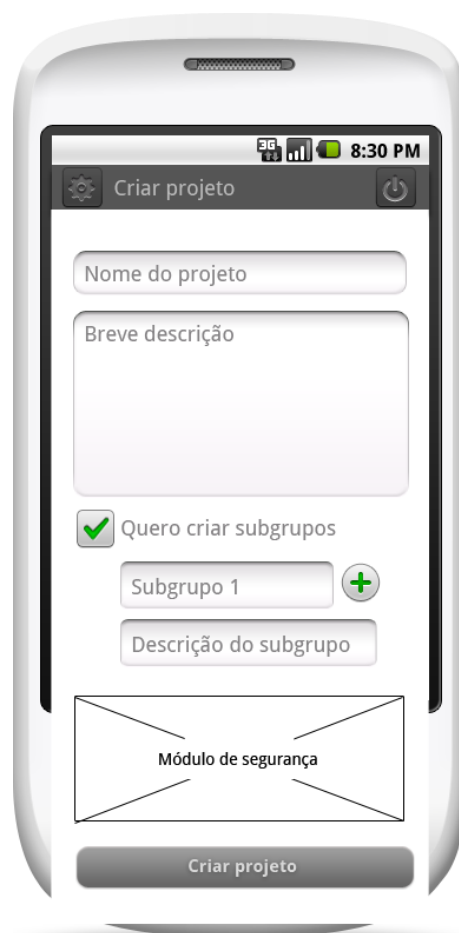 3G 8:30 PM
Criar projeto
Nome do projeto
Breve descrição
Quero criar subgrupos
Subgrupo 1
Descrição do subgrupo
Módulo de segurança
Criar projeto